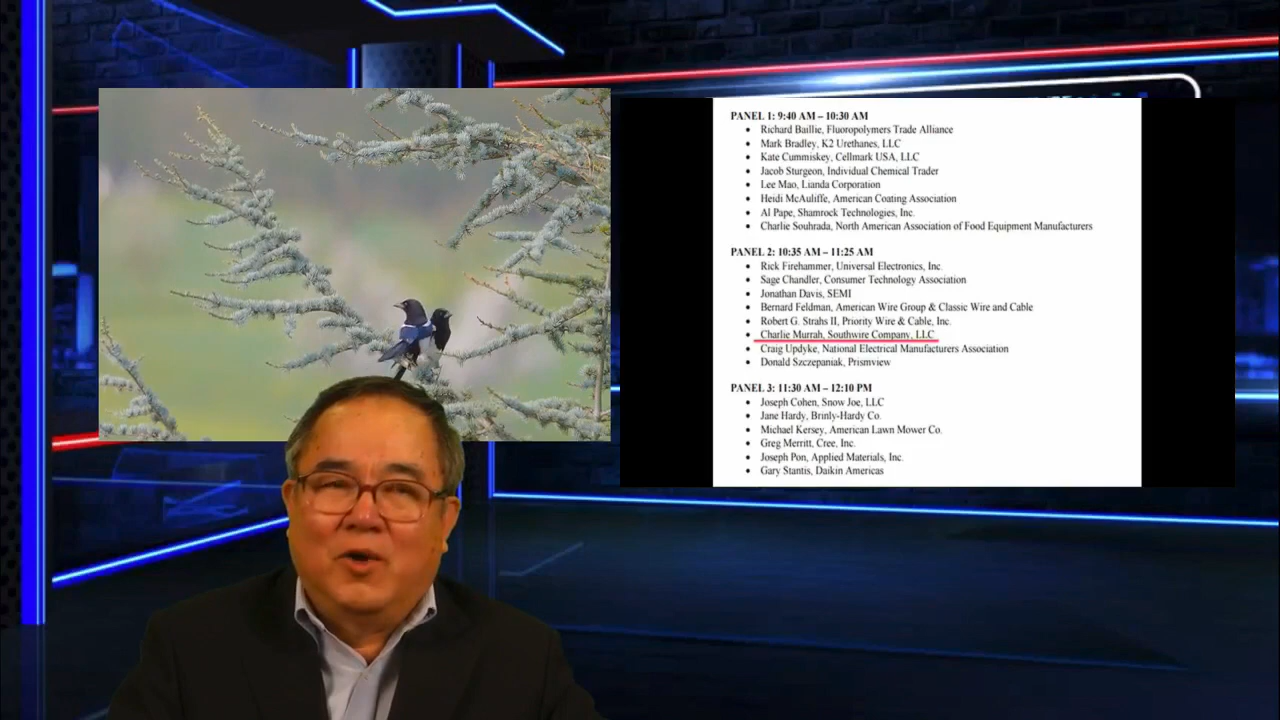 PANEL 1: 9:40 AM – 10:30 AM
• Richard Baillie, Fluoropolymers Trade Alliance
• Mark Bradley, K2 Urethanes, LLC
• Kate Cummiskey, Cellmark USA, LLC
• Jacob Sturgeon, Individual Chemical Trader
• Lee Mao, Lianda Corporation
• Heidi McAuliffe, American Coating Association
• Al Pape, Shamrock Technologies, Inc.
• Charlie Souhrada, North American Association of Food Equipment Manufacturers
PANEL 2: 10:35 AM – 11:25 AM
• Rick Firehammer, Universal Electronics, Inc.
• Sage Chandler, Consumer Technology Association
• Jonathan Davis, SEMI
• Bernard Feldman, American Wire Group & Classic Wire and Cable
• Robert G. Strahs II, Priority Wire & Cable, Inc.
• Charlie Murrah, Southwire Company, LLC
• Craig Updyke, National Electrical Manufacturers Association
• Donald Szczepaniak, Prismview
PANEL 3: 11:30 AM – 12:10 PM
• Joseph Cohen, Snow Joe, LLC
• Jane Hardy, Brinly-Hardy Co.
• Michael Kersey, American Lawn Mower Co.
• Greg Merritt, Cree, Inc.
• Joseph Pon, Applied Materials, Inc.
• Gary Stantis, Daikin Americas